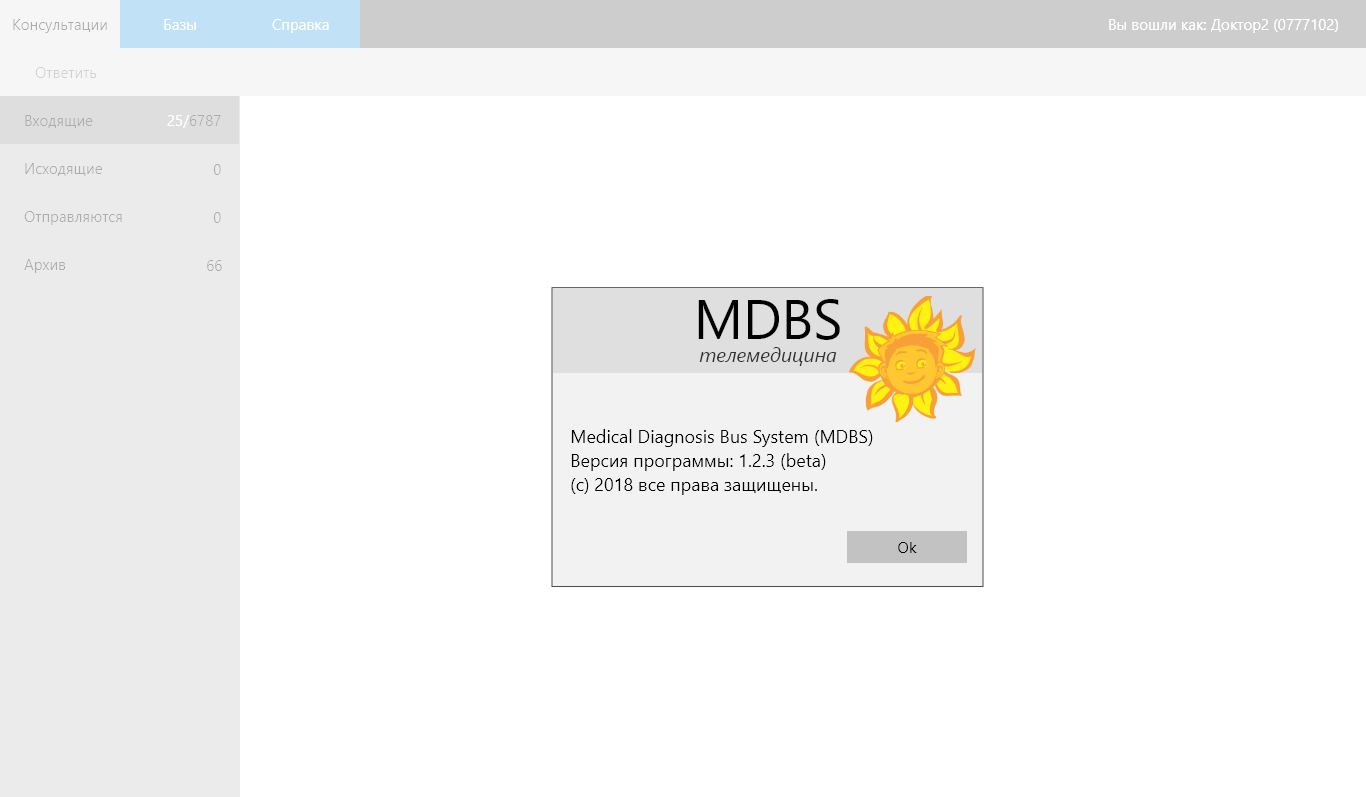 Консультации Базы Справка Вы вошли как: Доктор2 (0777102)
Ответить
Входящие 25/6787
Исходящие 0
Отправляются 0
Архив 66
MDBS
телемедицина
Medical Diagnosis Bus System (MDBS)
Версия программы: 1.2.3 (beta)
(c) 2018 все права защищены.
Ok